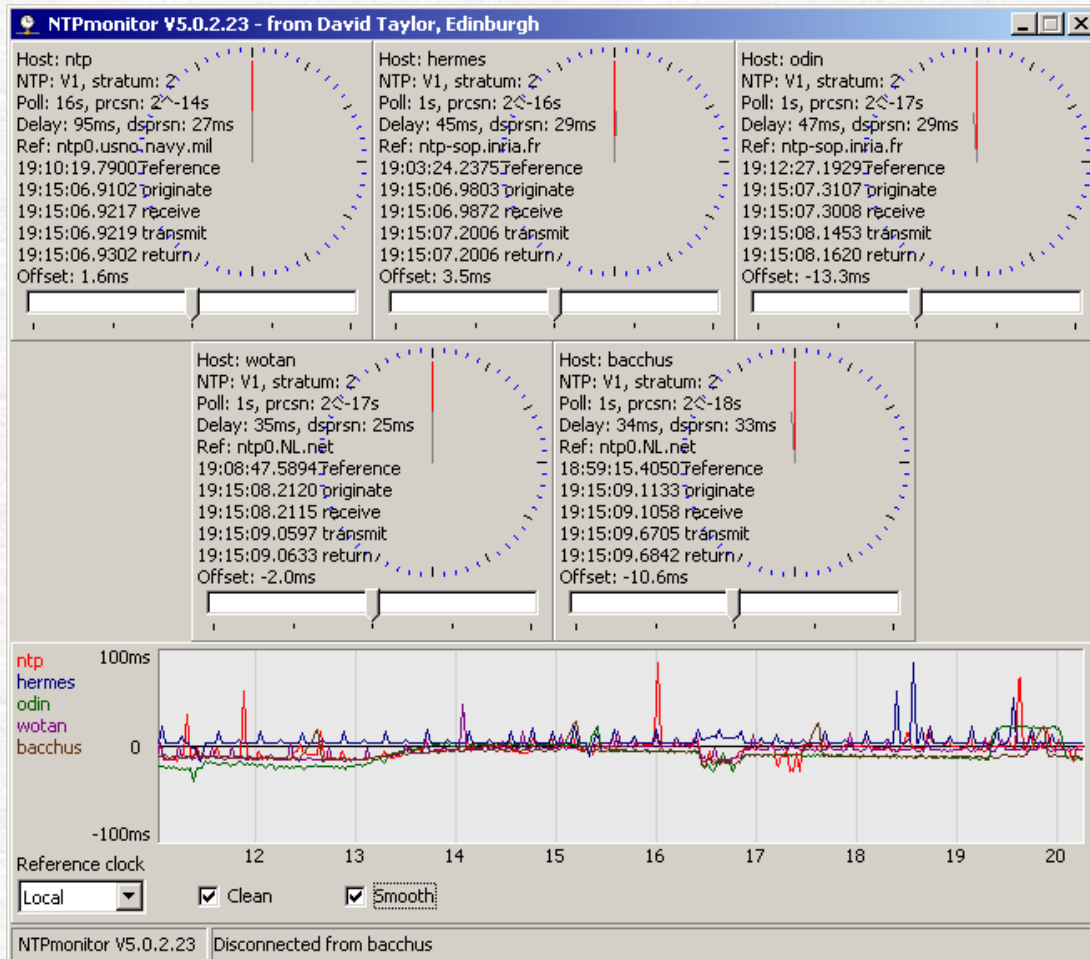 NTPmonitor V5.0.2.23 - from David Taylor, Edinburgh
Host: ntp
NTP: V1, stratum: 2
Poll: 16s, prcsn: 2^-14s
Delay: 95ms, dsprsn: 27ms
Ref: ntp0.usno.navy.mil
19:10:19.7900 reference
19:15:06.9102 originate
19:15:06.9217 receive
19:15:06.9219 transmit
19:15:06.9302 return
Offset: 1.6ms
Host: hermes
NTP: V1, stratum: 2
Poll: 1s, prcsn: 2^-16s
Delay: 45ms, dsprsn: 29ms
Ref: ntp-sop.inria.fr
19:03:24.2375 reference
19:15:06.9803 originate
19:15:06.9872 receive
19:15:07.2006 transmit
19:15:07.2006 return
Offset: 3.5ms
Host: odin
NTP: V1, stratum: 2
Poll: 1s, prcsn: 2^-17s
Delay: 47ms, dsprsn: 29ms
Ref: ntp-sop.inria.fr
19:12:27.1929 reference
19:15:07.3107 originate
19:15:07.3008 receive
19:15:08.1453 transmit
19:15:08.1620 return
Offset: -13.3ms
Host: wotan
NTP: V1, stratum: 2
Poll: 1s, prcsn: 2^-17s
Delay: 35ms, dsprsn: 25ms
Ref: ntp0.NL.net
19:08:47.5894 reference
19:15:08.2120 originate
19:15:08.2115 receive
19:15:09.0597 transmit
19:15:09.0633 return
Offset: -2.0ms
Host: bacchus
NTP: V1, stratum: 2
Poll: 1s, prcsn: 2^-18s
Delay: 34ms, dsprsn: 33ms
Ref: ntp0.NL.net
18:59:15.4050 reference
19:15:09.1133 originate
19:15:09.1058 receive
19:15:09.6705 transmit
19:15:09.6842 return
Offset: -10.6ms
ntp
hermes
odin
wotan
bacchus
100ms
0
-100ms
12 13 14 15 16 17 18 19 20
Reference clock
Local
Clean
Smooth
NTPmonitor V5.0.2.23
Disconnected from bacchus